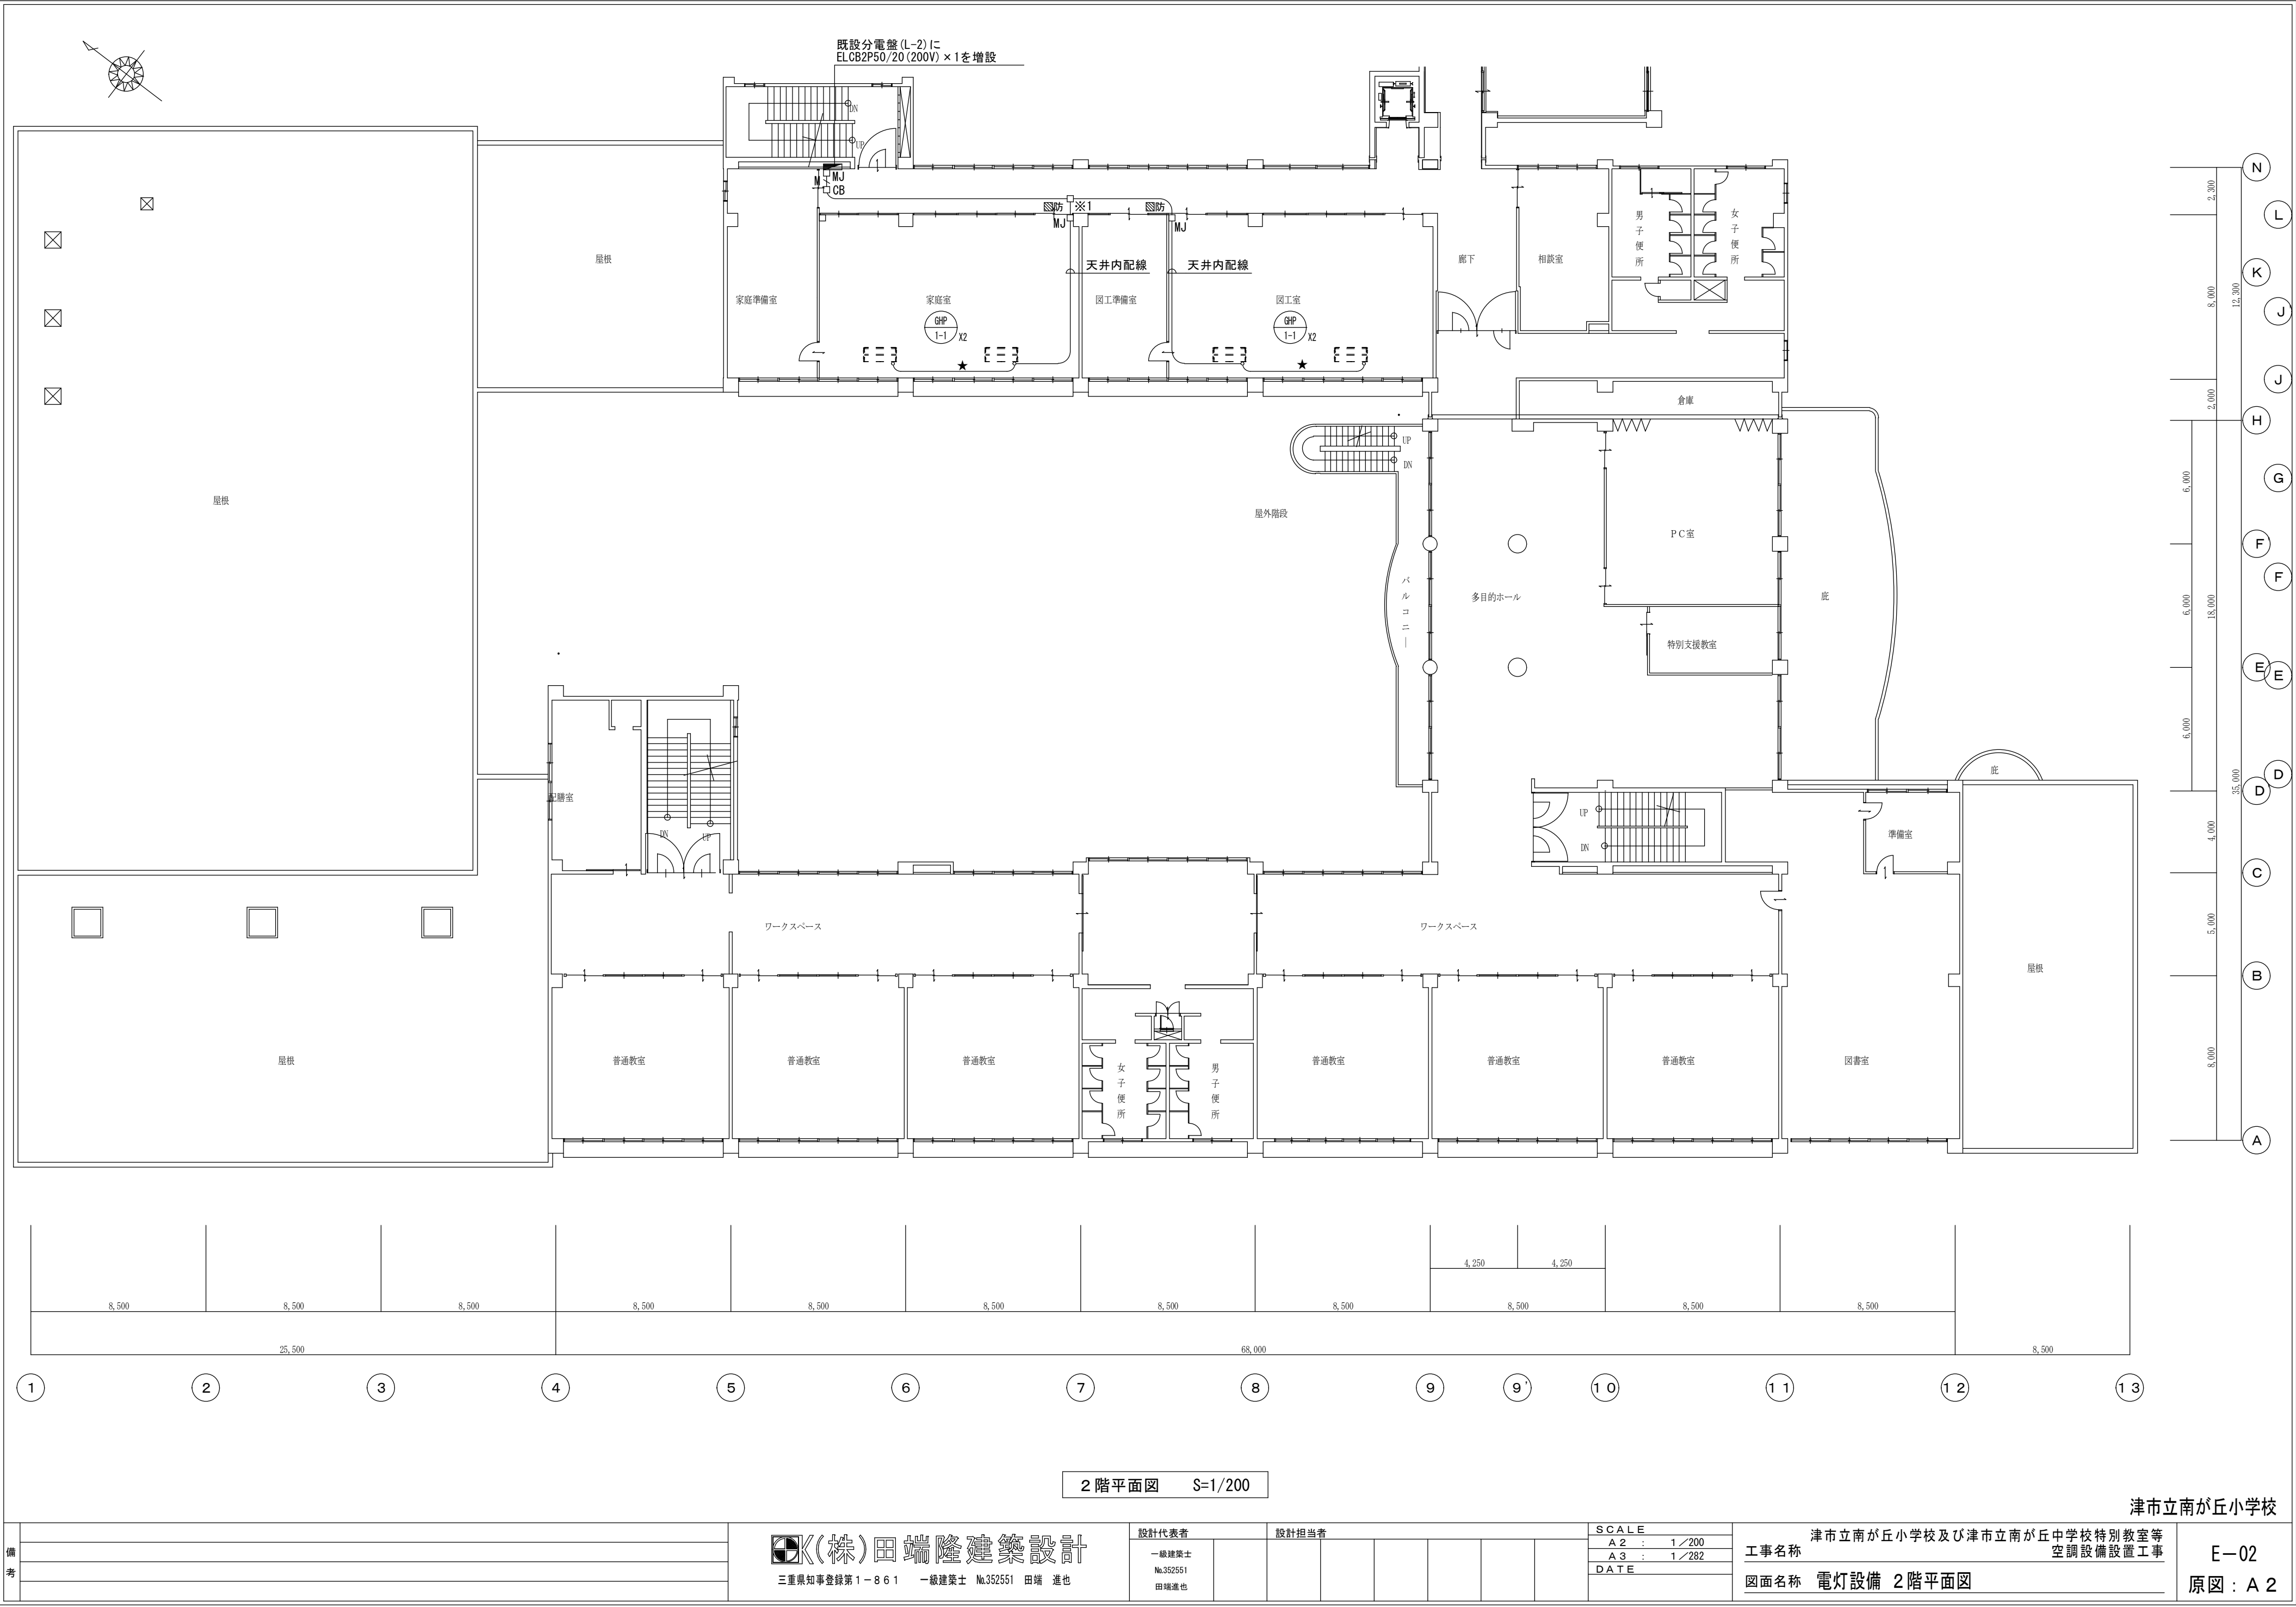 既設分電盤(L-2)に
ELCB2P50/20(200V)×1を増設
DN
UP
M
MJ
CB
防
※1
防
MJ
MJ
天井内配線
天井内配線
屋根
家庭準備室
家庭室
GHP
1-1
X2
★
図工準備室
図工室
GHP
1-1
X2
★
廊下
相談室
男子便所
女子便所
倉庫
屋根
屋外階段
UP
DN
バルコニー
多目的ホール
PC室
特別支援教室
庇
庇
配膳室
DN
UP
UP
DN
準備室
ワークスペース
ワークスペース
屋根
屋根
普通教室
普通教室
普通教室
女子便所
男子便所
普通教室
普通教室
普通教室
図書室
N
L
K
J
J
H
G
F
F
E
E
D
D
C
B
A
2,300
8,000
12,300
2,000
6,000
6,000
18,000
6,000
35,000
4,000
5,000
8,000
4,250
4,250
8,500
8,500
8,500
8,500
8,500
8,500
8,500
8,500
8,500
8,500
8,500
25,500
68,000
8,500
1
2
3
4
5
6
7
8
9
9'
10
11
12
13
2階平面図 S=1/200
津市立南が丘小学校
備考
K(株)田端隆建築設計
三重県知事登録第1-861 一級建築士 №352551 田端 進也
設計代表者
一級建築士
№352551
田端進也
設計担当者
SCALE
A2 : 1/200
A3 : 1/282
DATE
工事名称
津市立南が丘小学校及び津市立南が丘中学校特別教室等
空調設備設置工事
図面名称 電灯設備 2階平面図
E-02
原図:A2